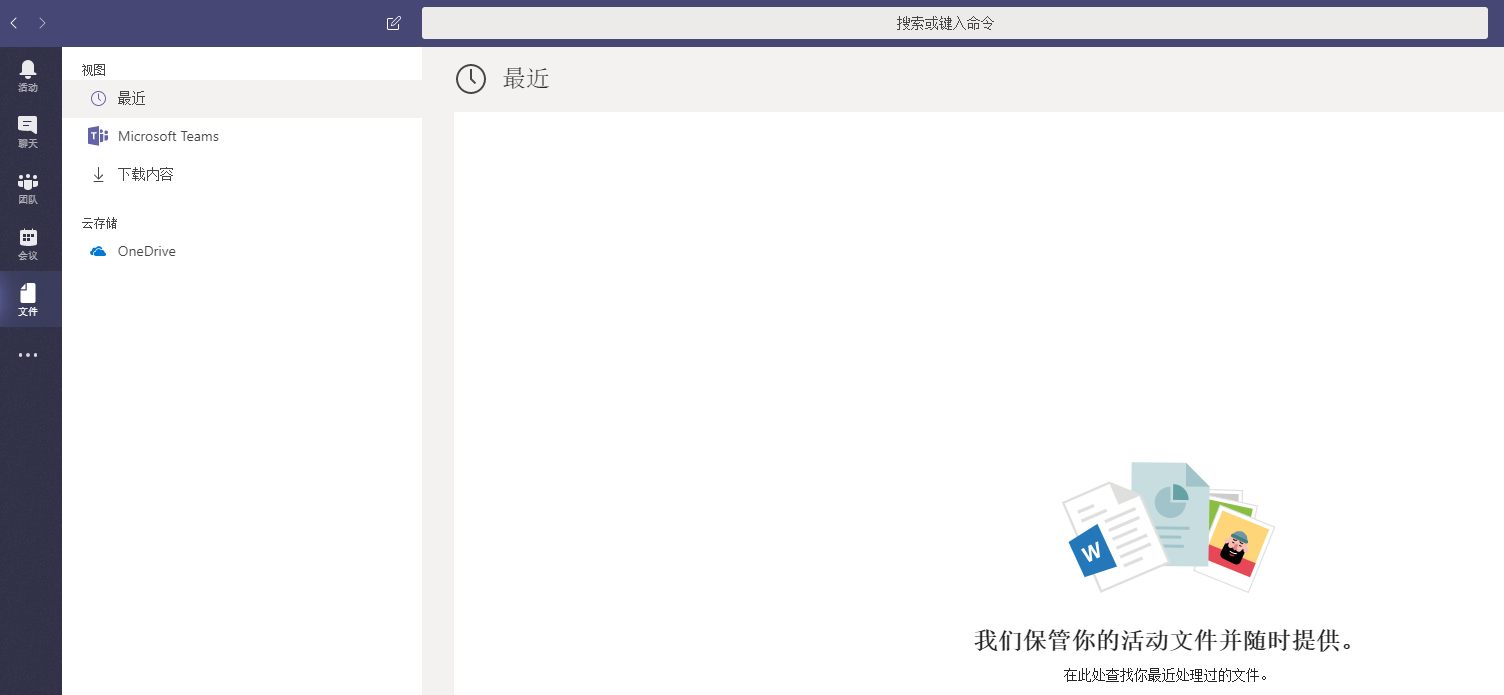 搜索或键入命令
活动
聊天
团队
会议
文件
视图
最近
Microsoft Teams
下载内容
云存储
OneDrive
最近
W
我们保管你的活动文件并随时提供。
在此处查找你最近处理过的文件。